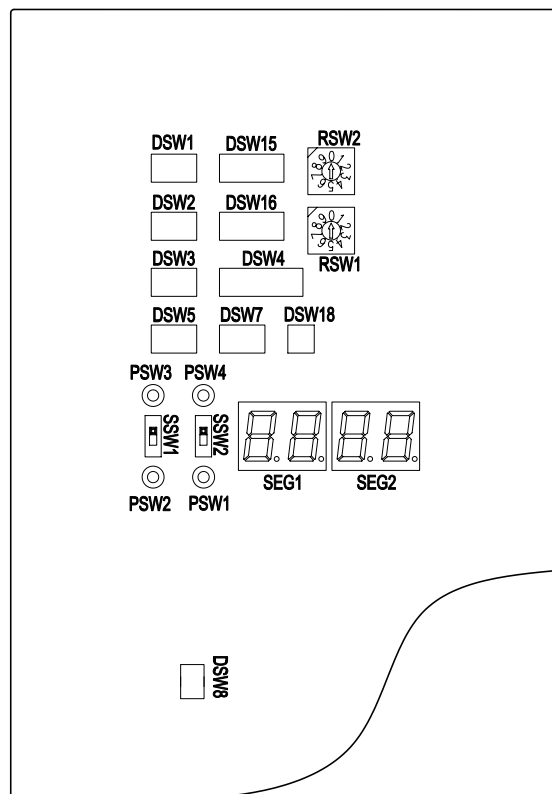 DSW1 DSW15 RSW2
DSW2 DSW16
DSW3 DSW4 RSW1
DSW5 DSW7 DSW18
PSW3 PSW4
SSW1 SSW2
PSW2 PSW1 SEG1 SEG2
DSW8